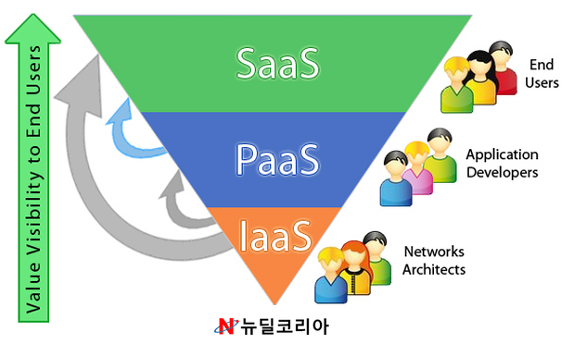 Value Visibility to End Users
SaaS
End
Users
PaaS
Application
Developers
IaaS
Networks
Architects
N 뉴딜코리아